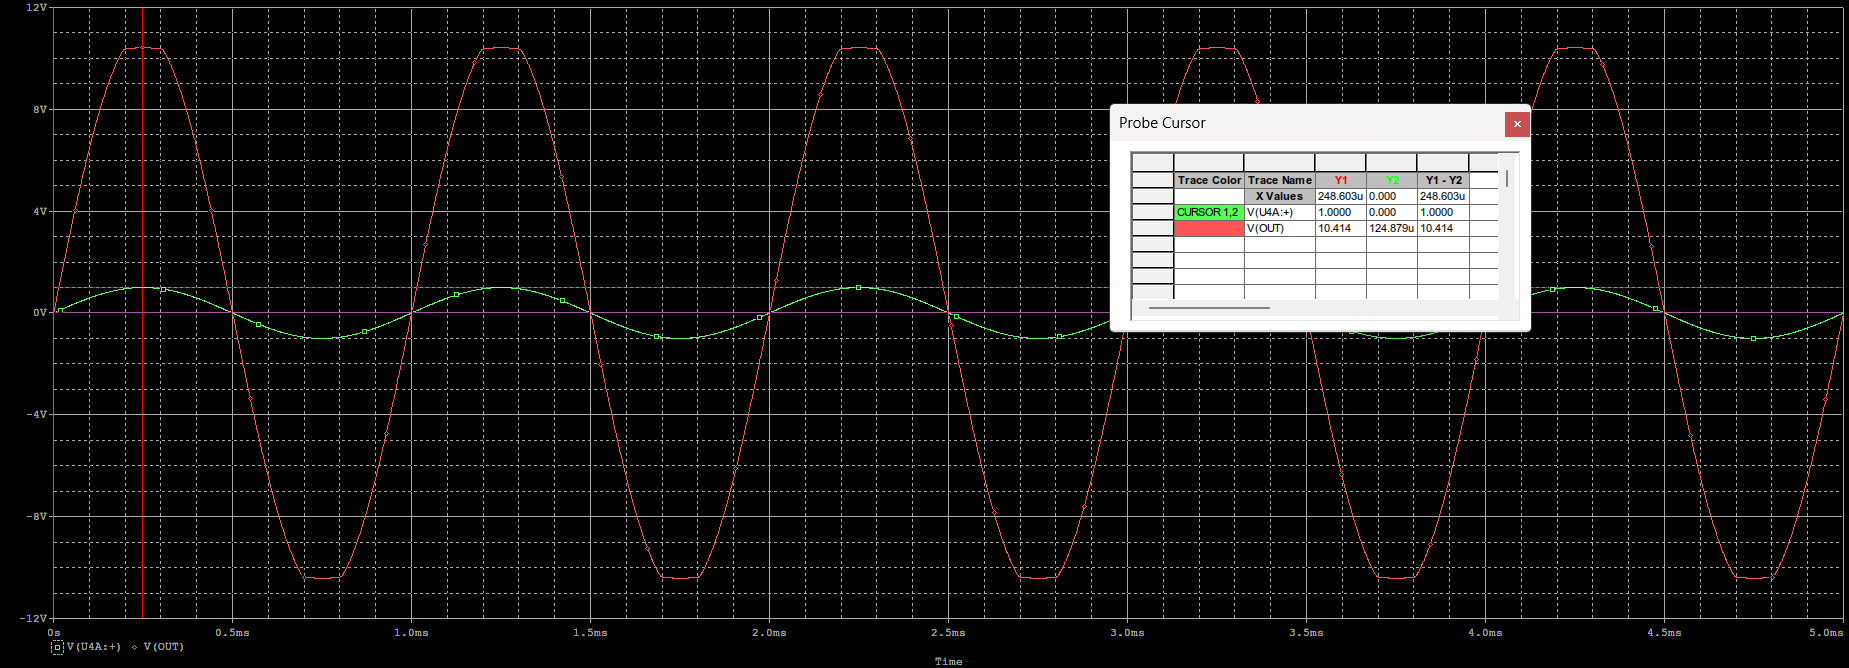 12V
8V
4V
0V
-4V
-8V
-12V
Probe Cursor
×
Trace Color Trace Name Y1 Y2 Y1 - Y2
X Values 248.603u 0.000 248.603u
CURSOR 1,2 V(U4A:+) 1.0000 0.000 1.0000
V(OUT) 10.414 124.879u 10.414
0s 0.5ms 1.0ms 1.5ms 2.0ms 2.5ms 3.0ms 3.5ms 4.0ms 4.5ms 5.0ms
V(U4A:+) V(OUT)
Time